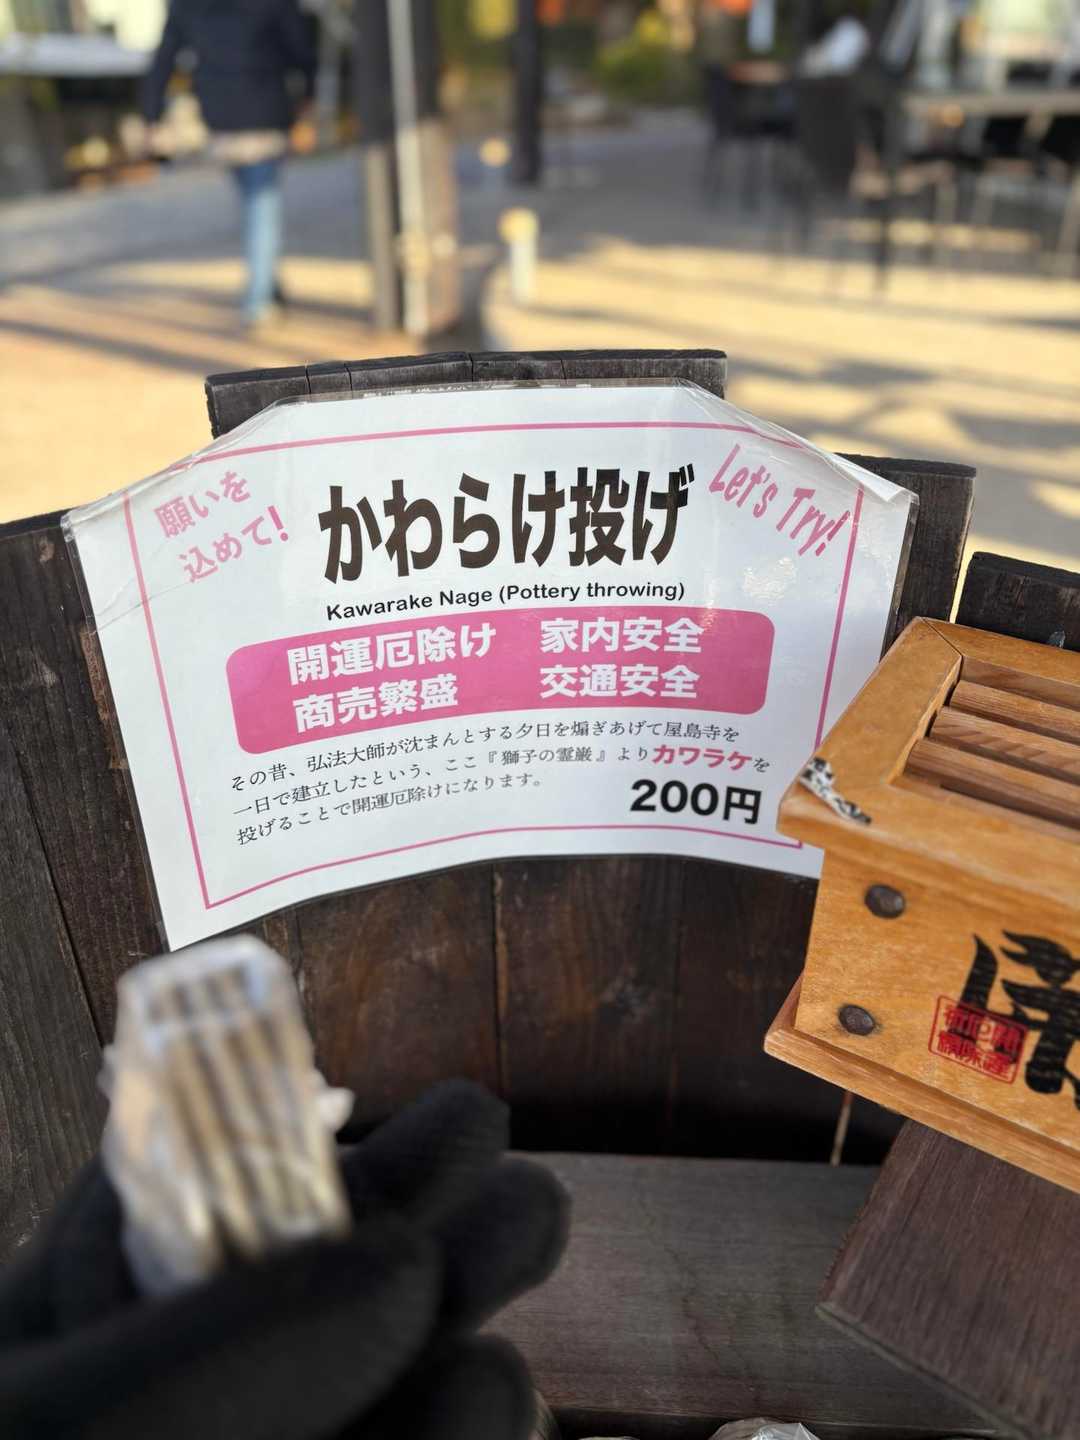 願いを
込めて!
かわらけ投げ
Let's Try!
Kawarake Nage (Pottery throwing)
開運厄除け 家内安全
商売繁盛 交通安全
その昔、弘法大師が沈まんとする夕日を煽ぎあげて屋島寺を
一日で建立したという、ここ『獅子の霊巌』よりカワラケを
投げることで開運厄除けになります。
200円